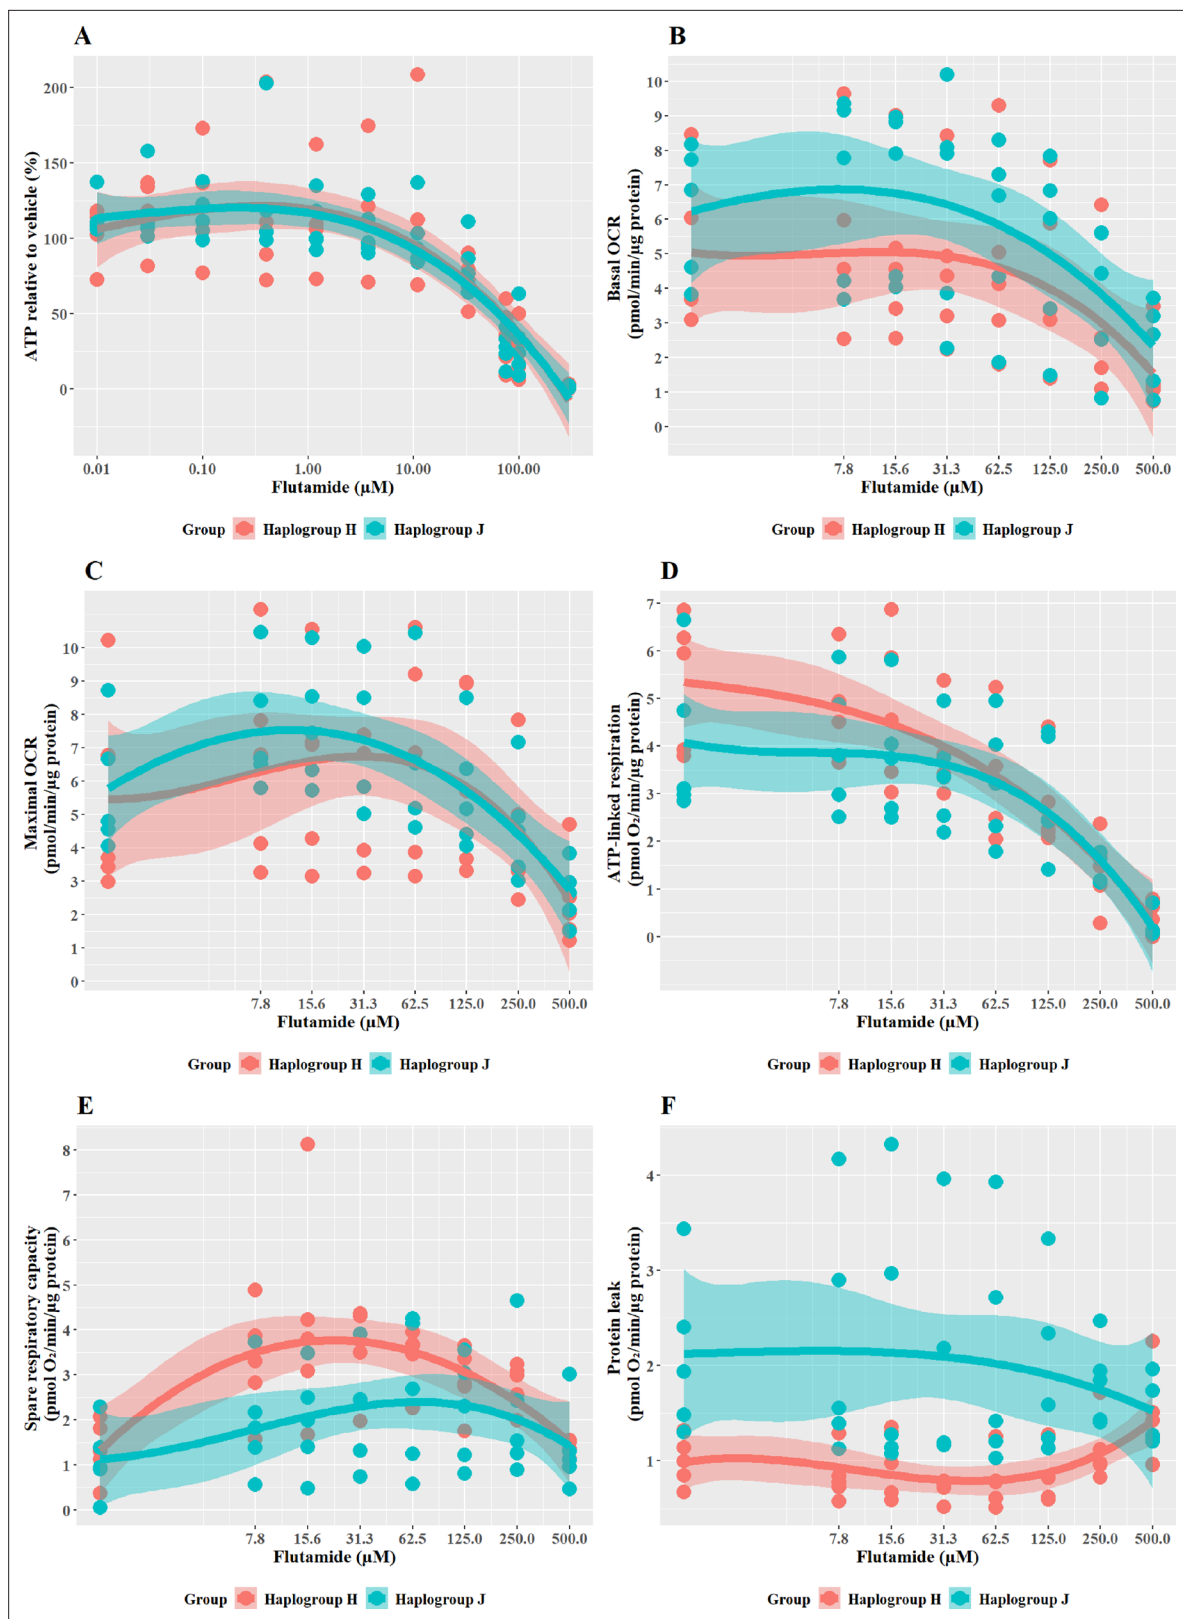 A
ATP relative to vehicle (%)
200
150
100
50
0
0.01 0.10 1.00 10.00 100.00
Flutamide (µM)
Group Haplogroup H Haplogroup J
B
Basal OCR
(pmol/min/µg protein)
10
9
8
7
6
5
4
3
2
1
0
7.8 15.6 31.3 62.5 125.0 250.0 500.0
Flutamide (µM)
Group Haplogroup H Haplogroup J
C
Maximal OCR
(pmol/min/µg protein)
10
9
8
7
6
5
4
3
2
1
0
7.8 15.6 31.3 62.5 125.0 250.0 500.0
Flutamide (µM)
Group Haplogroup H Haplogroup J
D
ATP-linked respiration
(pmol O₂/min/µg protein)
7
6
5
4
3
2
1
0
7.8 15.6 31.3 62.5 125.0 250.0 500.0
Flutamide (µM)
Group Haplogroup H Haplogroup J
E
Spare respiratory capacity
(pmol O₂/min/µg protein)
8
7
6
5
4
3
2
1
0
7.8 15.6 31.3 62.5 125.0 250.0 500.0
Flutamide (µM)
Group Haplogroup H Haplogroup J
F
Protein leak
(pmol O₂/min/µg protein)
4
3
2
1
7.8 15.6 31.3 62.5 125.0 250.0 500.0
Flutamide (µM)
Group Haplogroup H Haplogroup J